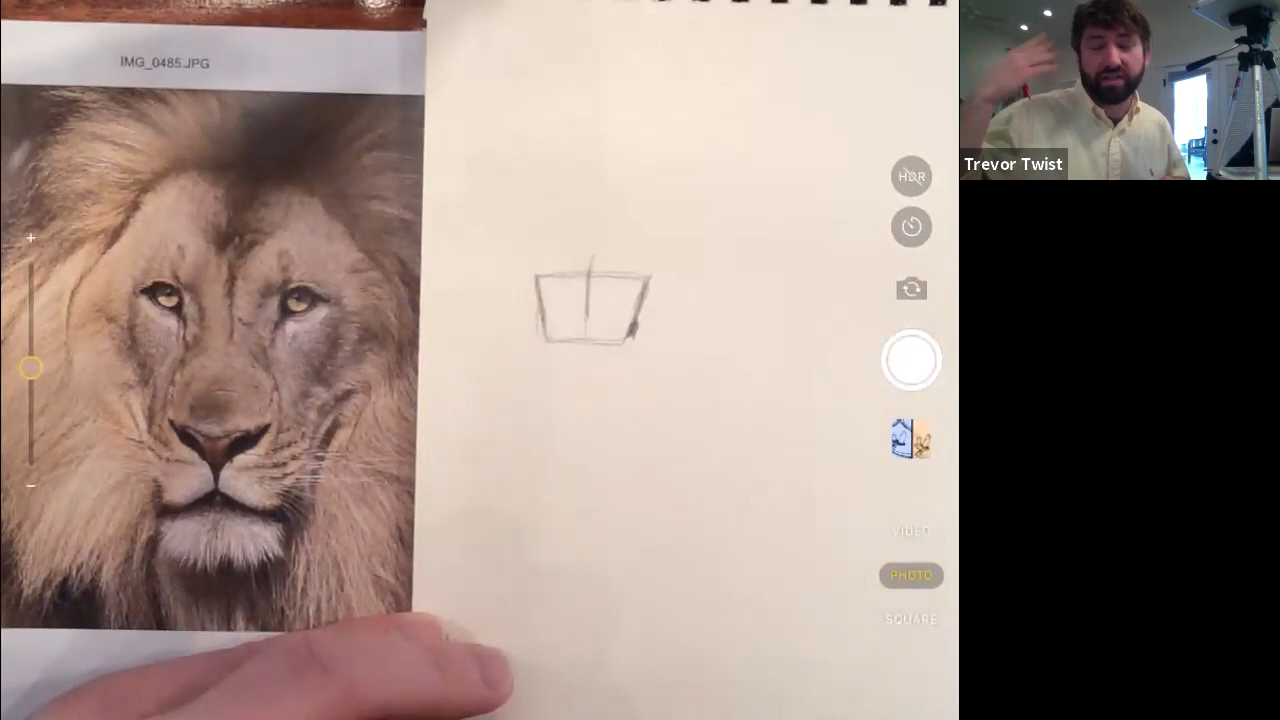 IMG_0485.JPG
HDR
Trevor Twist
VIDEO
PHOTO
SQUARE